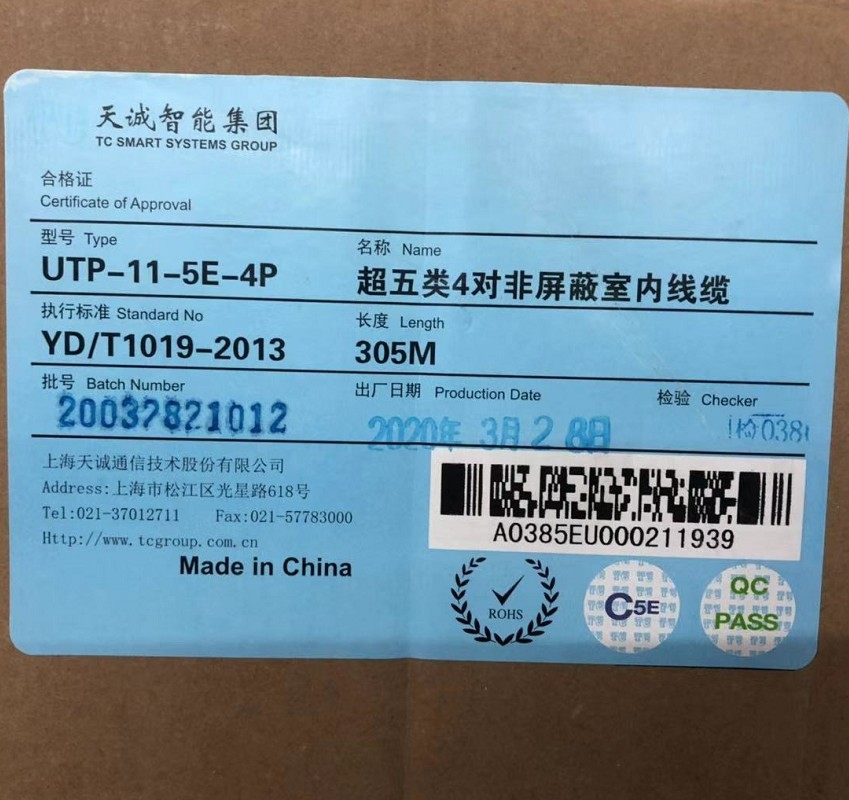 天诚智能集团
TC SMART SYSTEMS GROUP
合格证
Certificate of Approval
型号 Type
UTP-11-5E-4P
名称 Name
超五类4对非屏蔽室内线缆
执行标准 Standard No
YD/T1019-2013
长度 Length
305M
批号 Batch Number
20037821012
出厂日期 Production Date
2020年 3月 2 8日
检验 Checker
检038
上海天诚通信技术股份有限公司
Address:上海市松江区光星路618号
Tel:021-37012711 Fax:021-57783000
Http://www.tcgroup.com.cn
Made in China
A0385EU000211939
ROHS
C5E
QC
PASS